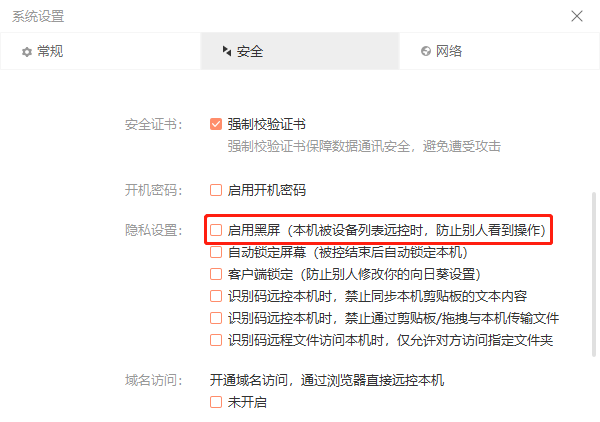 系统设置
常规
安全
网络
安全证书：
强制校验证书
强制校验证书保障数据通讯安全，避免遭受攻击
开机密码：
启用开机密码
隐私设置：
启用黑屏（本机被设备列表远控时，防止别人看到操作）
自动锁定屏幕（被控结束后自动锁定本机）
客户端锁定（防止别人修改你的向日葵设置）
识别码远控本机时，禁止同步本机剪贴板的文本内容
识别码远控本机时，禁止通过剪贴板/拖拽与本机传输文件
识别码远程文件访问本机时，仅允许对方访问指定文件夹
域名访问：
开通域名访问，通过浏览器直接远控本机
未开启